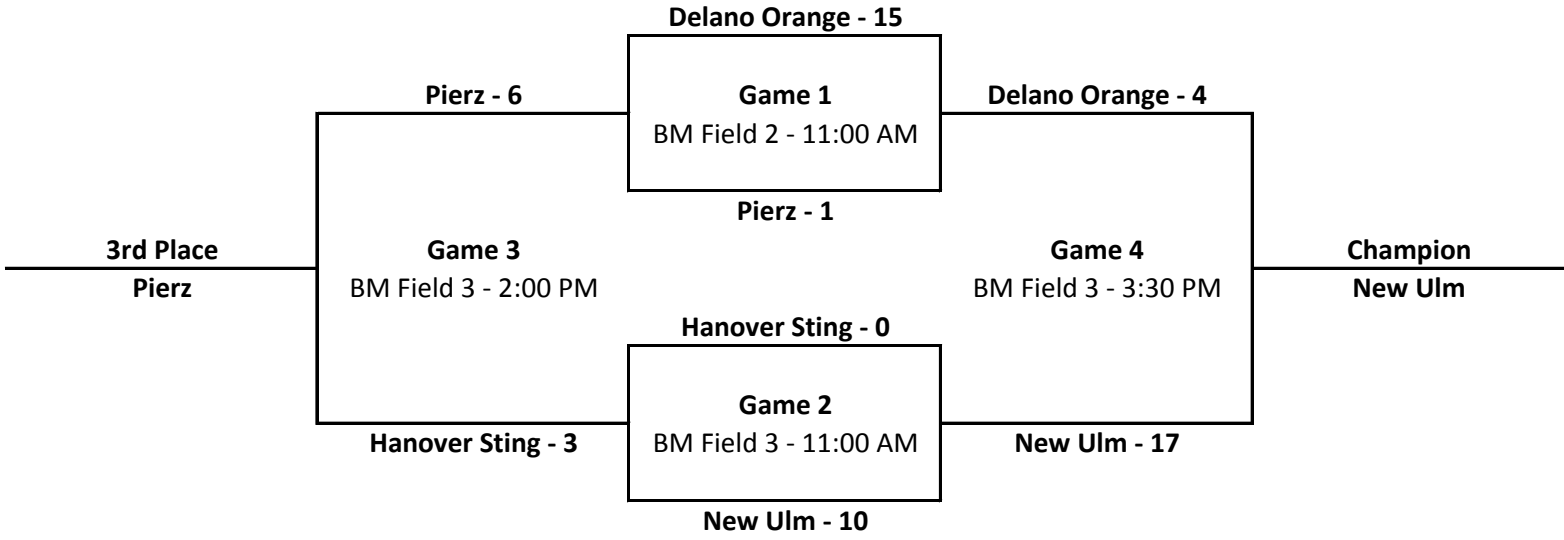 Delano Orange - 15
Pierz - 6
Game 1
Delano Orange - 4
BM Field 2 - 11:00 AM
Pierz - 1
3rd Place
Game 3
Game 4
Champion
Pierz
BM Field 3 - 2:00 PM
BM Field 3 - 3:30 PM
New Ulm
Hanover Sting - 0
Game 2
Hanover Sting - 3
BM Field 3 - 11:00 AM
New Ulm - 17
New Ulm - 10